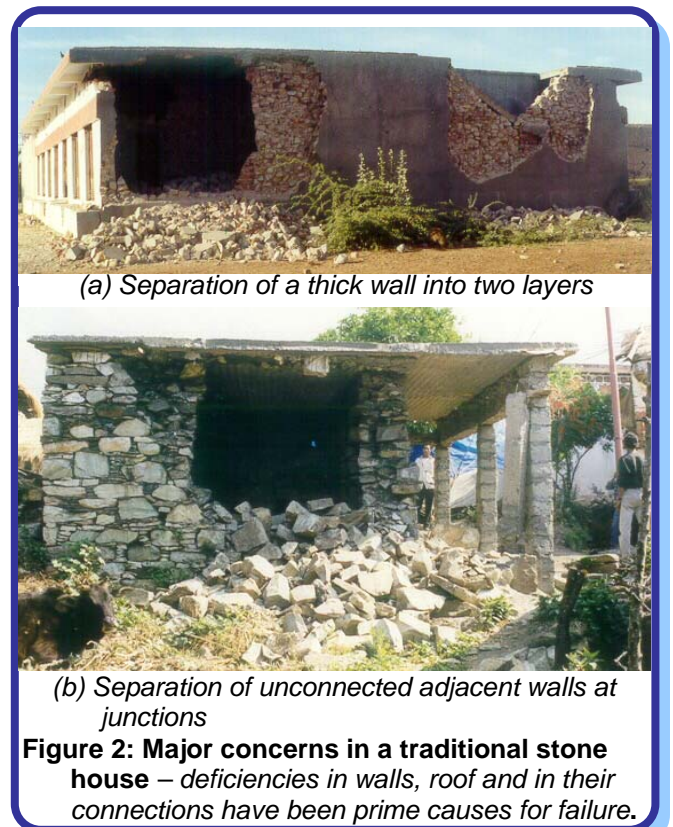 (a) Separation of a thick wall into two layers
(b) Separation of unconnected adjacent walls at
junctions
Figure 2: Major concerns in a traditional stone
house – deficiencies in walls, roof and in their
connections have been prime causes for failure.